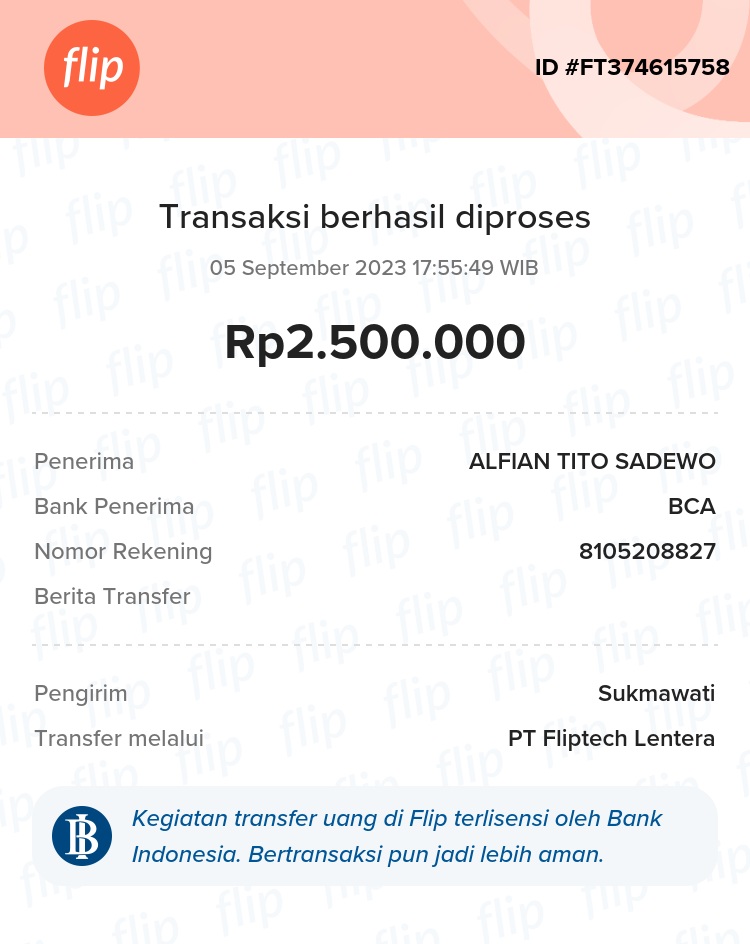 flip
ID #FT374615758
Transaksi berhasil diproses
05 September 2023 17:55:49 WIB
Rp2.500.000
Penerima ALFIAN TITO SADEWO
Bank Penerima BCA
Nomor Rekening 8105208827
Berita Transfer
Pengirim Sukmawati
Transfer melalui PT Fliptech Lentera
Kegiatan transfer uang di Flip terlisensi oleh Bank
Indonesia. Bertransaksi pun jadi lebih aman.